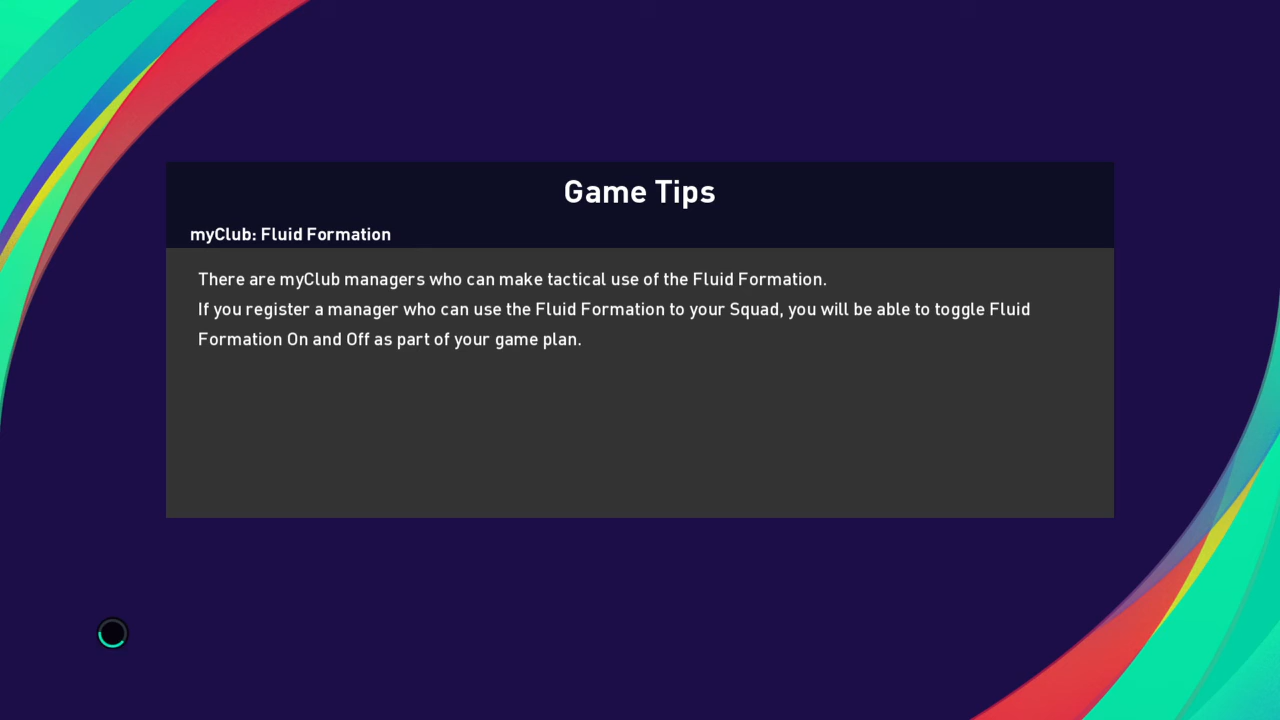 Game Tips
myClub: Fluid Formation
There are myClub managers who can make tactical use of the Fluid Formation.
If you register a manager who can use the Fluid Formation to your Squad, you will be able to toggle Fluid
Formation On and Off as part of your game plan.